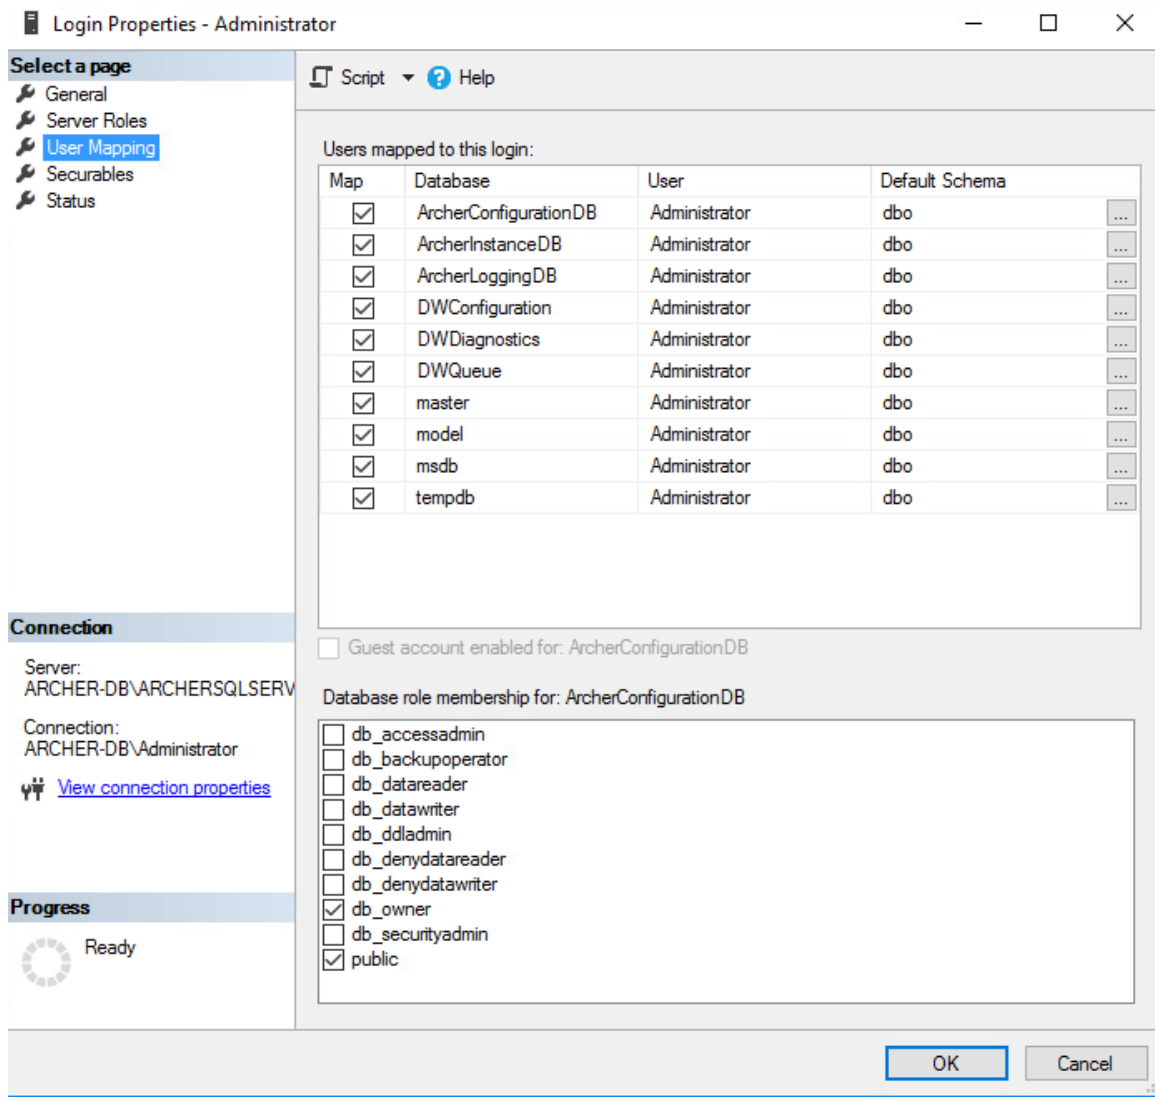 Login Properties - Administrator
Select a page
General
Server Roles
User Mapping
Securables
Status
Script
Help
Users mapped to this login:
Map Database User Default Schema
ArcherConfigurationDB Administrator dbo ...
ArcherInstanceDB Administrator dbo ...
ArcherLoggingDB Administrator dbo ...
DWConfiguration Administrator dbo ...
DWDiagnostics Administrator dbo ...
DWQueue Administrator dbo ...
master Administrator dbo ...
model Administrator dbo ...
msdb Administrator dbo ...
tempdb Administrator dbo ...
Guest account enabled for: ArcherConfigurationDB
Database role membership for: ArcherConfigurationDB
db_accessadmin
db_backupoperator
db_datareader
db_datawriter
db_ddladmin
db_denydatareader
db_denydatawriter
db_owner
db_securityadmin
public
Connection
Server:
ARCHER-DB\ARCHERSQLSERV
Connection:
ARCHER-DB\Administrator
View connection properties
Progress
Ready
OK
Cancel